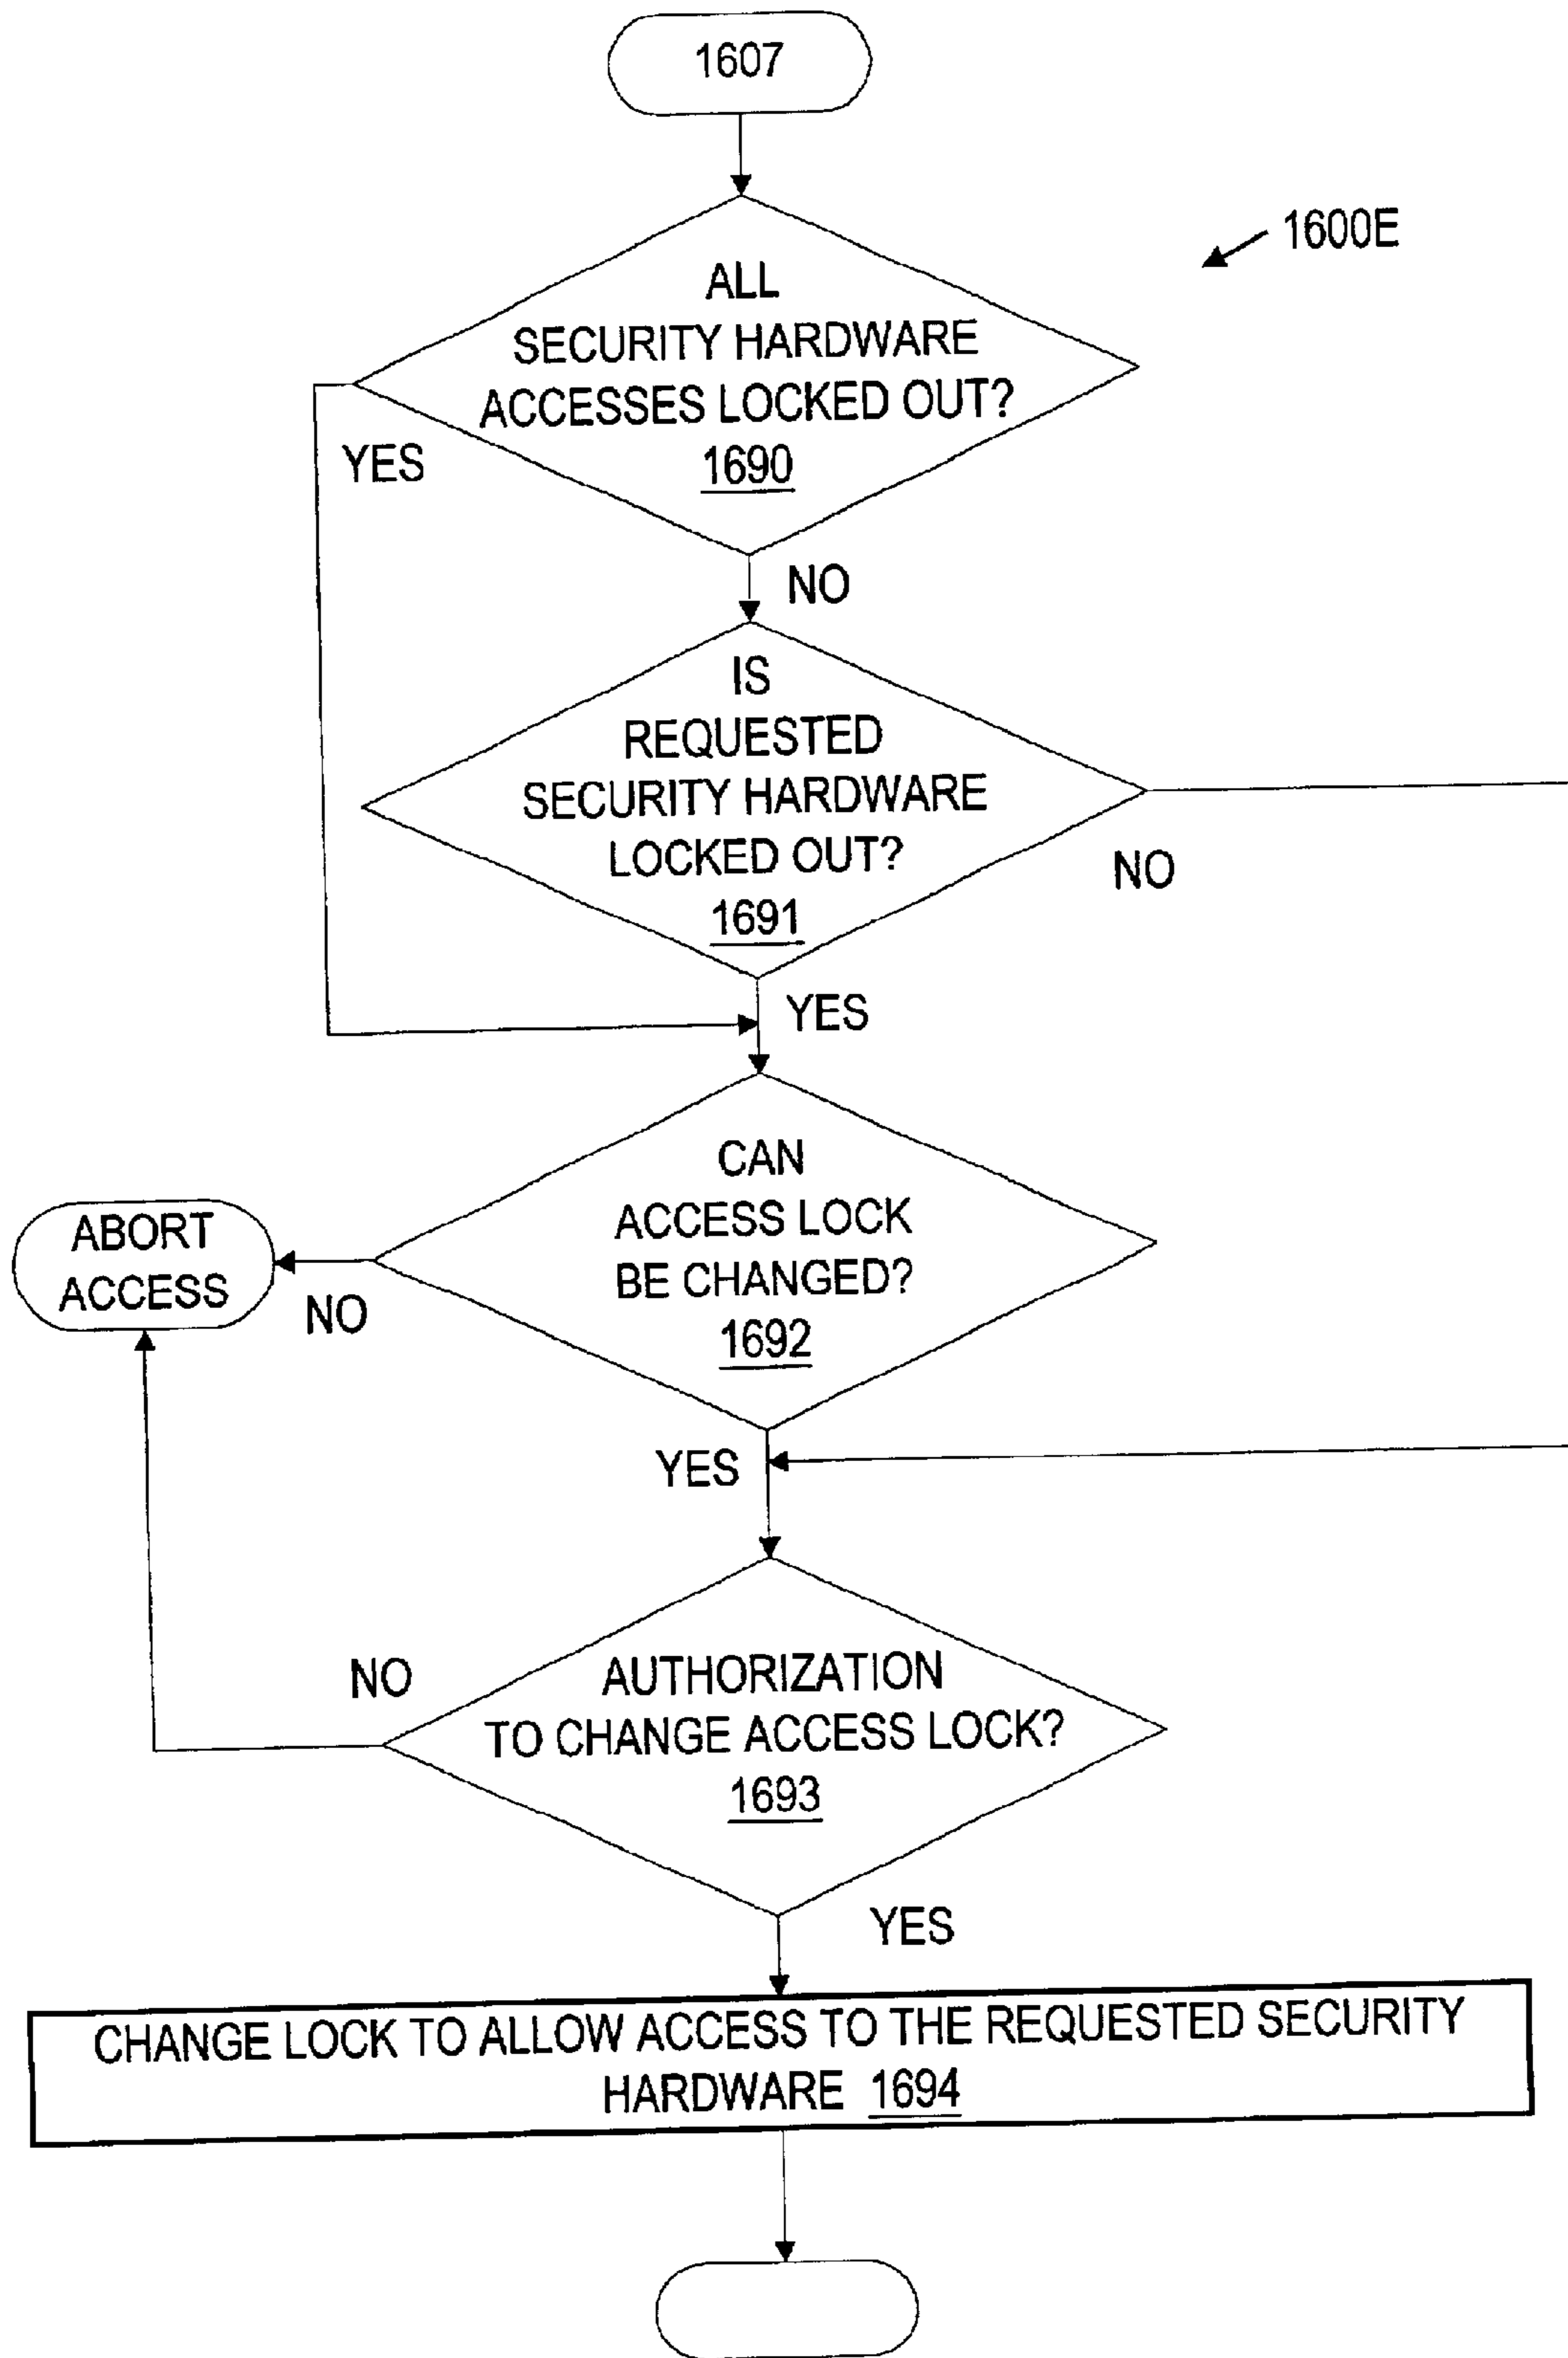 1607
1600E
ALL
SECURITY HARDWARE
ACCESSES LOCKED OUT?
1690
YES
NO
IS
REQUESTED
SECURITY HARDWARE
LOCKED OUT?
1691
NO
YES
CAN
ACCESS LOCK
BE CHANGED?
1692
ABORT
ACCESS
NO
YES
AUTHORIZATION
TO CHANGE ACCESS LOCK?
1693
NO
YES
CHANGE LOCK TO ALLOW ACCESS TO THE REQUESTED SECURITY
HARDWARE 1694